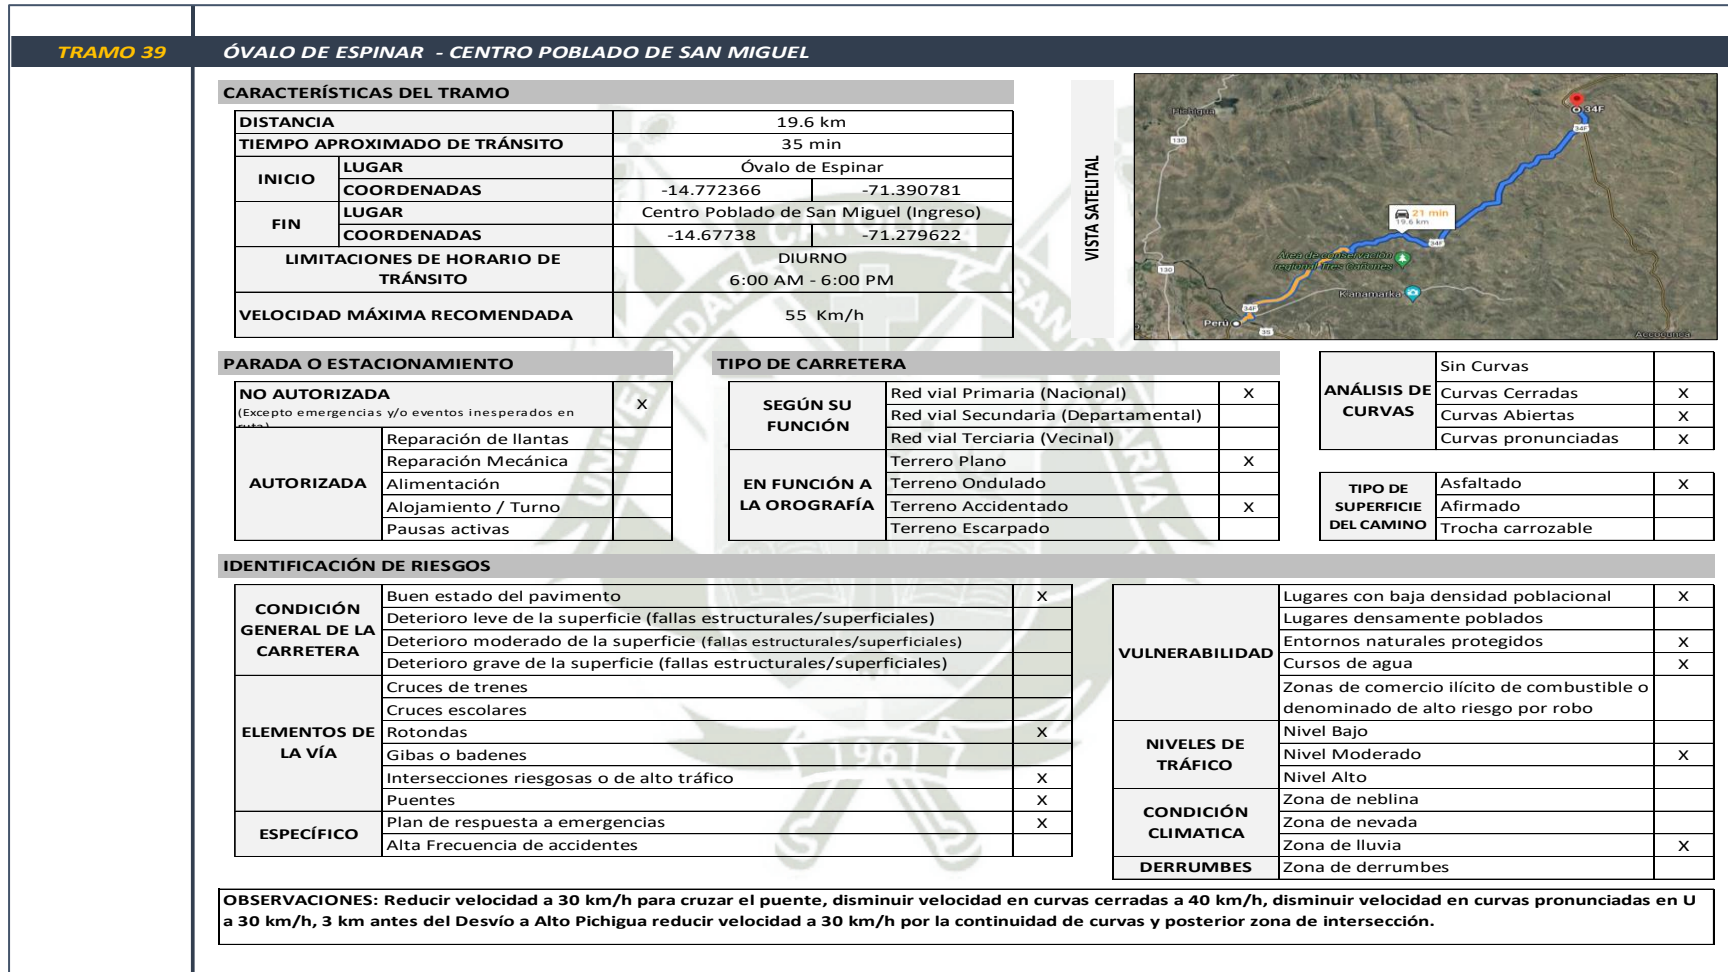 TRAMO 39 ÓVALO DE ESPINAR - CENTRO POBLADO DE SAN MIGUEL
CARACTERÍSTICAS DEL TRAMO
DISTANCIA 19.6 km
TIEMPO APROXIMADO DE TRÁNSITO 35 min
INICIO
LUGAR Óvalo de Espinar
COORDENADAS -14.772366 -71.390781
FIN
LUGAR Centro Poblado de San Miguel (Ingreso)
COORDENADAS -14.67738 -71.279622
LIMITACIONES DE HORARIO DE
TRÁNSITO
DIURNO
6:00 AM - 6:00 PM
VELOCIDAD MÁXIMA RECOMENDADA 55 Km/h
VISTA SATELITAL
Pichigua
130
34F
34F
21 min
19.6 km
34F
Área de conservación
regional Tres Cañones
130
Kanamarka
34F
Perú
35
Accocunca
PARADA O ESTACIONAMIENTO
NO AUTORIZADA X
(Excepto emergencias y/o eventos inesperados en
ruta)
AUTORIZADA
Reparación de llantas
Reparación Mecánica
Alimentación
Alojamiento / Turno
Pausas activas
TIPO DE CARRETERA
SEGÚN SU
FUNCIÓN
Red vial Primaria (Nacional) X
Red vial Secundaria (Departamental)
Red vial Terciaria (Vecinal)
EN FUNCIÓN A
LA OROGRAFÍA
Terrero Plano X
Terreno Ondulado
Terreno Accidentado X
Terreno Escarpado
ANÁLISIS DE
CURVAS
Sin Curvas
Curvas Cerradas X
Curvas Abiertas X
Curvas pronunciadas X
TIPO DE
SUPERFICIE
DEL CAMINO
Asfaltado X
Afirmado
Trocha carrozable
IDENTIFICACIÓN DE RIESGOS
CONDICIÓN
GENERAL DE LA
CARRETERA
Buen estado del pavimento X
Deterioro leve de la superficie (fallas estructurales/superficiales)
Deterioro moderado de la superficie (fallas estructurales/superficiales)
Deterioro grave de la superficie (fallas estructurales/superficiales)
ELEMENTOS DE
LA VÍA
Cruces de trenes
Cruces escolares
Rotondas X
Gibas o badenes
Intersecciones riesgosas o de alto tráfico X
Puentes X
ESPECÍFICO
Plan de respuesta a emergencias X
Alta Frecuencia de accidentes
VULNERABILIDAD
Lugares con baja densidad poblacional X
Lugares densamente poblados
Entornos naturales protegidos X
Cursos de agua X
Zonas de comercio ilícito de combustible o
denominado de alto riesgo por robo
NIVELES DE
TRÁFICO
Nivel Bajo
Nivel Moderado X
Nivel Alto
CONDICIÓN
CLIMATICA
Zona de neblina
Zona de nevada
Zona de lluvia X
DERRUMBES Zona de derrumbes
OBSERVACIONES: Reducir velocidad a 30 km/h para cruzar el puente, disminuir velocidad en curvas cerradas a 40 km/h, disminuir velocidad en curvas pronunciadas en U
a 30 km/h, 3 km antes del Desvío a Alto Pichigua reducir velocidad a 30 km/h por la continuidad de curvas y posterior zona de intersección.
UNIVERSIDAD CATÓLICA SANTA MARIA
1961